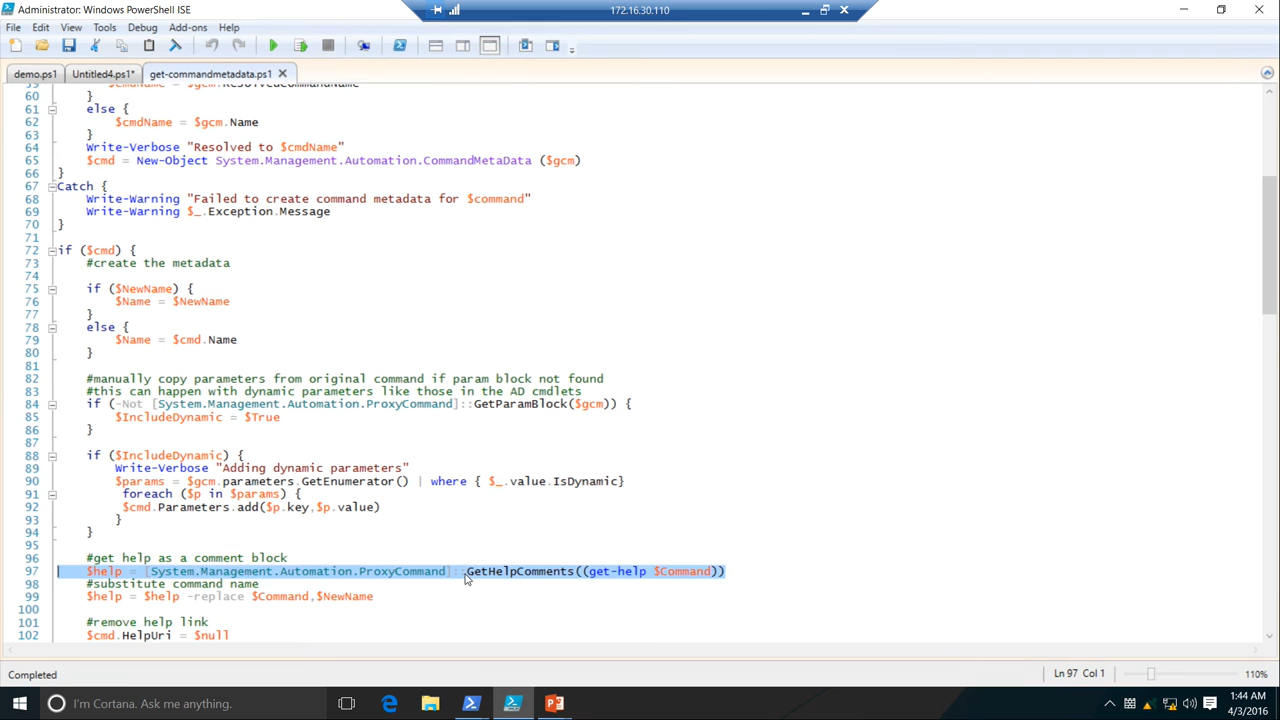 Administrator: Windows PowerShell ISE
172.16.30.110
File Edit View Tools Debug Add-ons Help
demo.ps1 Untitled4.ps1* get-commandmetadata.ps1
59 $cmdName = $gcm.ResolvedCommandName
60 }
61 else {
62 $cmdName = $gcm.Name
63 }
64 Write-Verbose "Resolved to $cmdName"
65 $cmd = New-Object System.Management.Automation.CommandMetaData ($gcm)
66 }
67 Catch {
68 Write-Warning "Failed to create command metadata for $command"
69 Write-Warning $_.Exception.Message
70 }
71
72 if ($cmd) {
73 #create the metadata
74
75 if ($NewName) {
76 $Name = $NewName
77 }
78 else {
79 $Name = $cmd.Name
80 }
81
82 #manually copy parameters from original command if param block not found
83 #this can happen with dynamic parameters like those in the AD cmdlets
84 if (-Not [System.Management.Automation.ProxyCommand]::GetParamBlock($gcm)) {
85 $IncludeDynamic = $True
86 }
87
88 if ($IncludeDynamic) {
89 Write-Verbose "Adding dynamic parameters"
90 $params = $gcm.parameters.GetEnumerator() | where { $_.value.IsDynamic}
91 foreach ($p in $params) {
92 $cmd.Parameters.add($p.key,$p.value)
93 }
94 }
95
96 #get help as a comment block
97 $help = [System.Management.Automation.ProxyCommand]::GetHelpComments((get-help $Command))
98 #substitute command name
99 $help = $help -replace $Command,$NewName
100
101 #remove help link
102 $cmd.HelpUri = $null
Completed
Ln 97 Col 1
110%
I'm Cortana. Ask me anything.
1:44 AM
4/3/2016